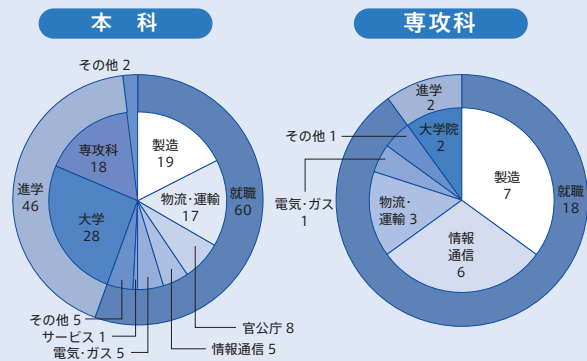 本 科
その他 2
専攻科
18
製造
19
進学
46
就職
60
物流・運輸
17
大学
28
その他 5
サービス 1
電気・ガス 5
情報通信 5
官公庁 8
専攻科
進学
2
その他 1
大学院
2
製造
7
就職
18
電気・ガス
1
物流・
運輸 3
情報
通信
6